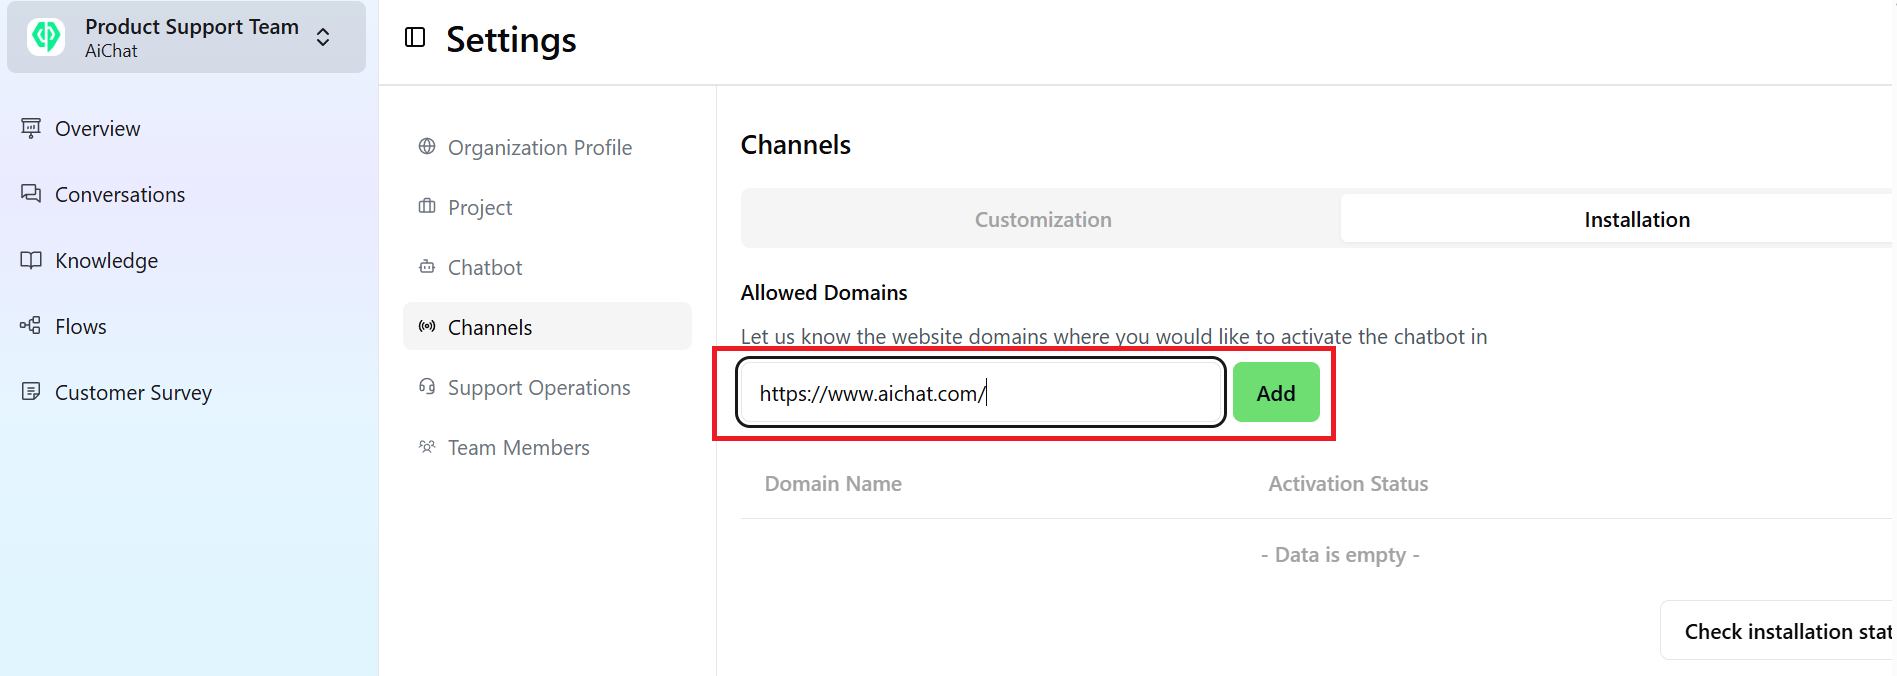 Product Support Team
AiChat
Overview
Conversations
Knowledge
Flows
Customer Survey
Settings
Organization Profile
Project
Chatbot
Channels
Support Operations
Team Members
Channels
Customization
Installation
Allowed Domains
Let us know the website domains where you would like to activate the chatbot in
https://www.aichat.com/
Add
Domain Name
Activation Status
- Data is empty -
Check installation stat